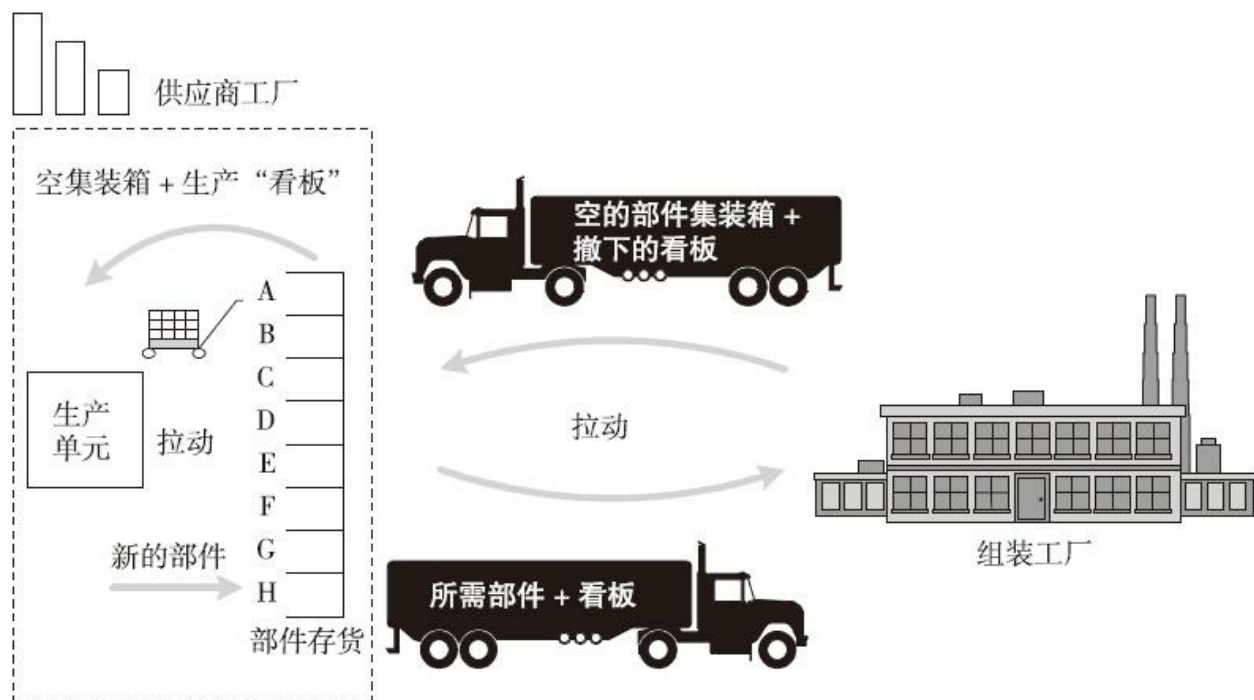 供应商工厂
空集装箱 + 生产“看板”
空的部件集装箱 +
撤下的看板
A
B
C
D
E
F
G
H
生产
单元
拉动
拉动
新的部件
部件存货
组装工厂
所需部件 + 看板